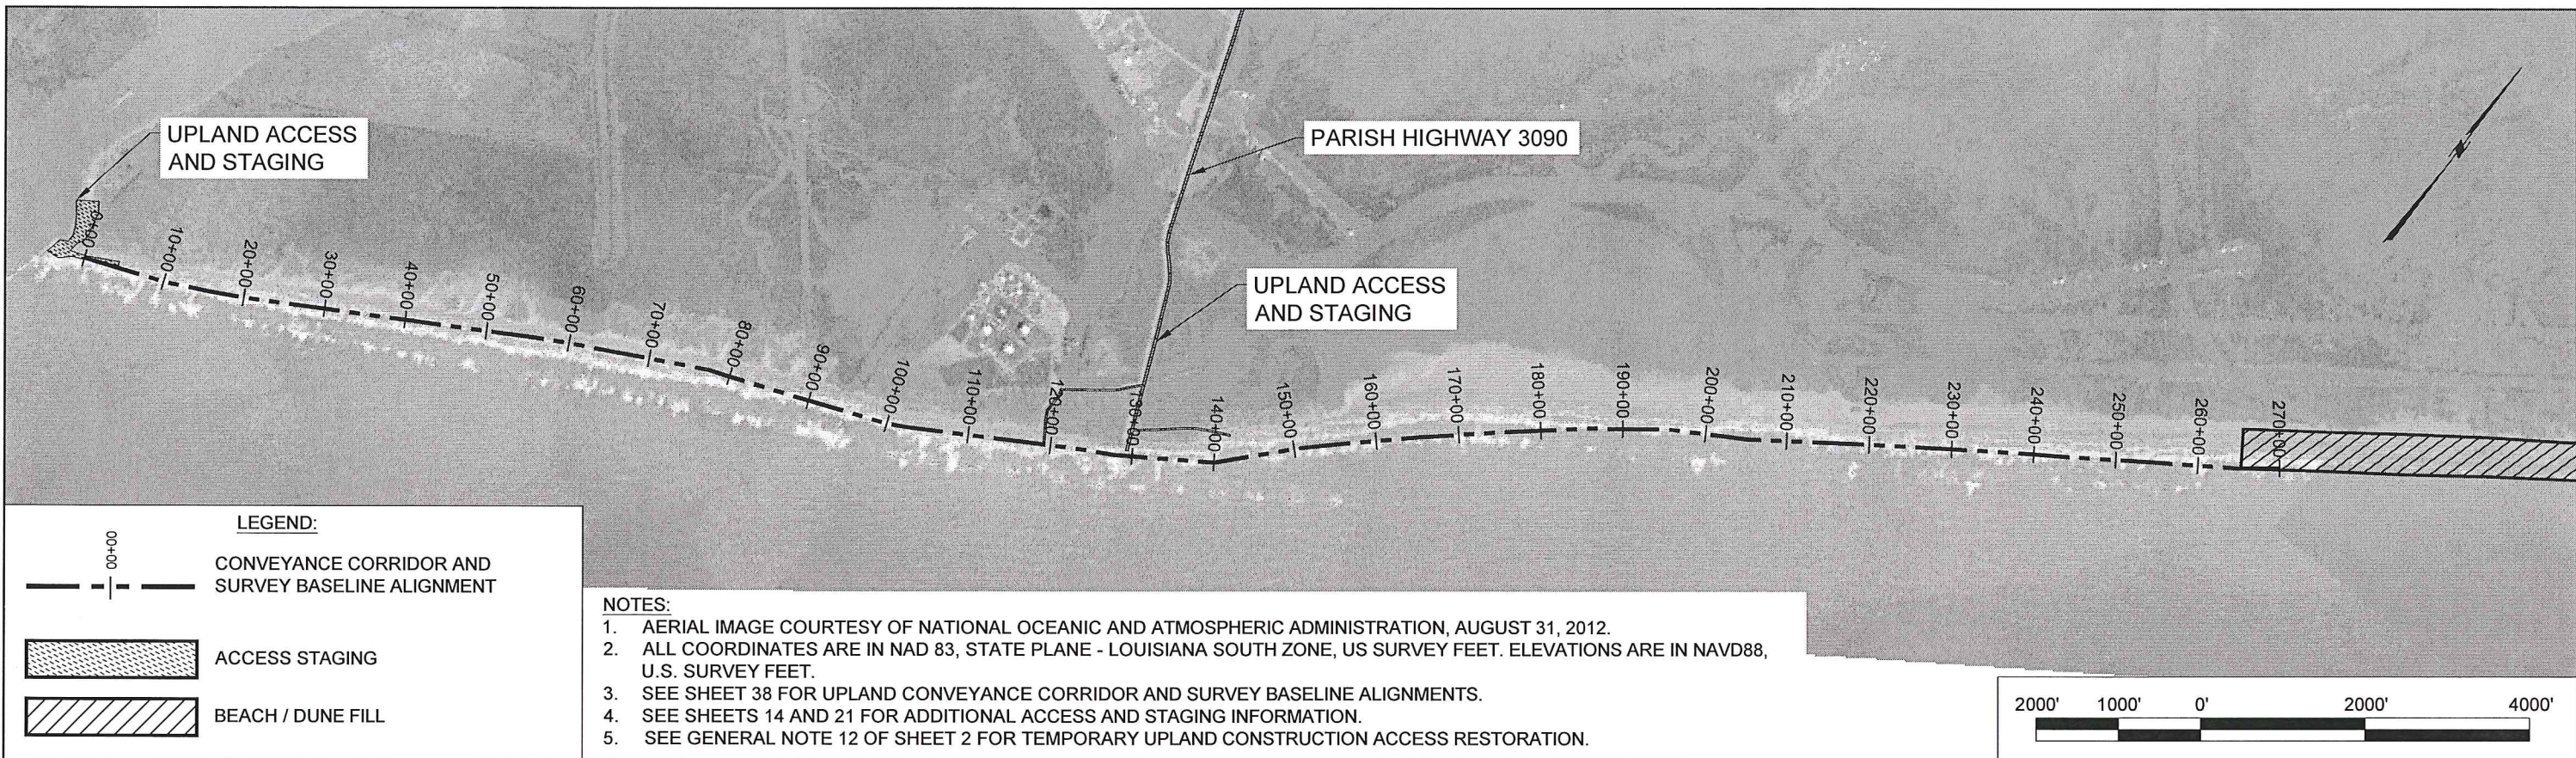 UPLAND ACCESS
AND STAGING
PARISH HIGHWAY 3090
UPLAND ACCESS
AND STAGING
0+00
10+00
20+00
30+00
40+00
50+00
60+00
70+00
80+00
90+00
100+00
110+00
120+00
130+00
140+00
150+00
160+00
170+00
180+00
190+00
200+00
210+00
220+00
230+00
240+00
250+00
260+00
270+00
LEGEND:
00+00
CONVEYANCE CORRIDOR AND
SURVEY BASELINE ALIGNMENT
ACCESS STAGING
BEACH / DUNE FILL
NOTES:
1. AERIAL IMAGE COURTESY OF NATIONAL OCEANIC AND ATMOSPHERIC ADMINISTRATION, AUGUST 31, 2012.
2. ALL COORDINATES ARE IN NAD 83, STATE PLANE - LOUISIANA SOUTH ZONE, US SURVEY FEET. ELEVATIONS ARE IN NAVD88,
U.S. SURVEY FEET.
3. SEE SHEET 38 FOR UPLAND CONVEYANCE CORRIDOR AND SURVEY BASELINE ALIGNMENTS.
4. SEE SHEETS 14 AND 21 FOR ADDITIONAL ACCESS AND STAGING INFORMATION.
5. SEE GENERAL NOTE 12 OF SHEET 2 FOR TEMPORARY UPLAND CONSTRUCTION ACCESS RESTORATION.
2000' 1000' 0' 2000' 4000'